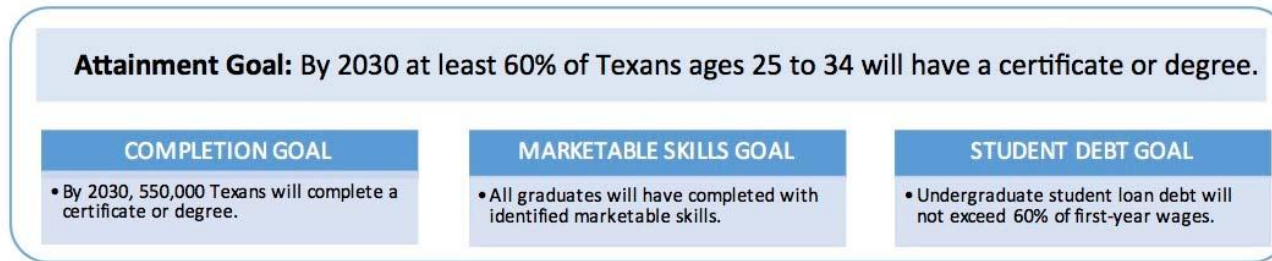 Attainment Goal: By 2030 at least 60% of Texans ages 25 to 34 will have a certificate or degree.
COMPLETION GOAL
• By 2030, 550,000 Texans will complete a
certificate or degree.
MARKETABLE SKILLS GOAL
• All graduates will have completed with
identified marketable skills.
STUDENT DEBT GOAL
• Undergraduate student loan debt will
not exceed 60% of first-year wages.